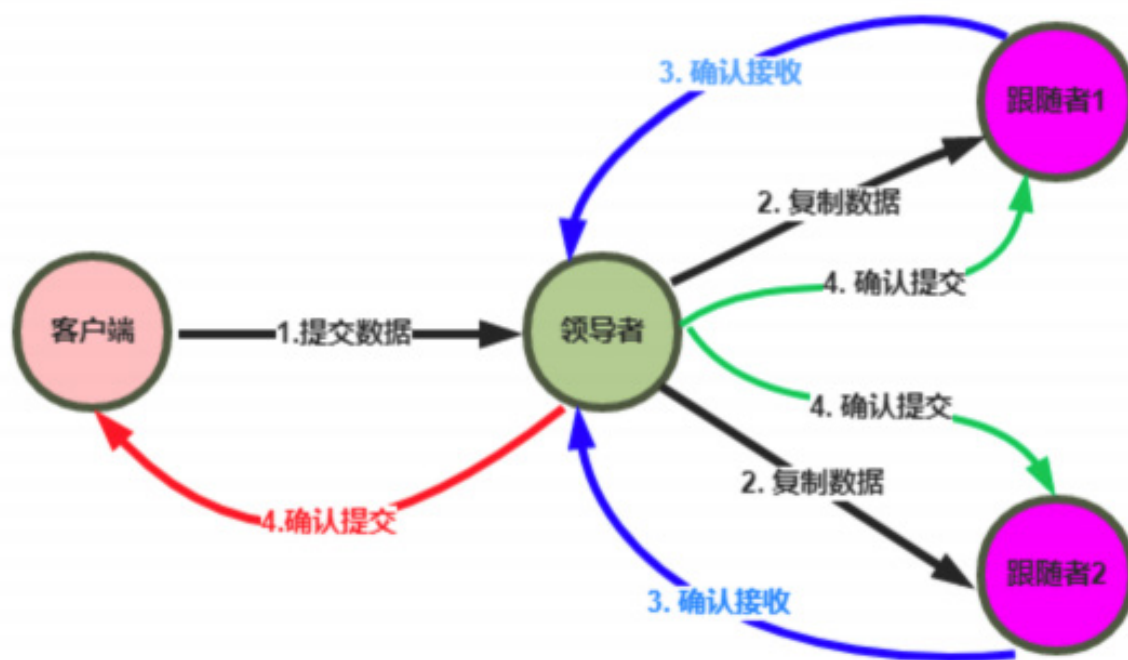 3. 确认接收
跟随者1
2. 复制数据
4. 确认提交
客户端
1.提交数据
领导者
4. 确认提交
2. 复制数据
4.确认提交
跟随者2
3. 确认接收